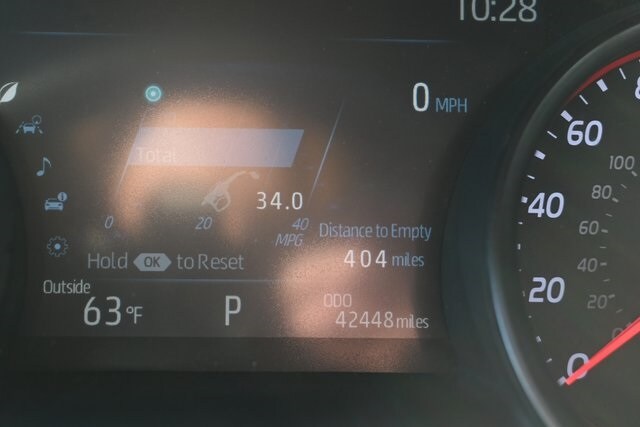 10:28
0 MPH
Total
34.0
0 20 40
MPG
Distance to Empty
404 miles
Hold OK to Reset
Outside
63°F
P
ODO
42448 miles
60
40
20
0
100
80
60
40
20